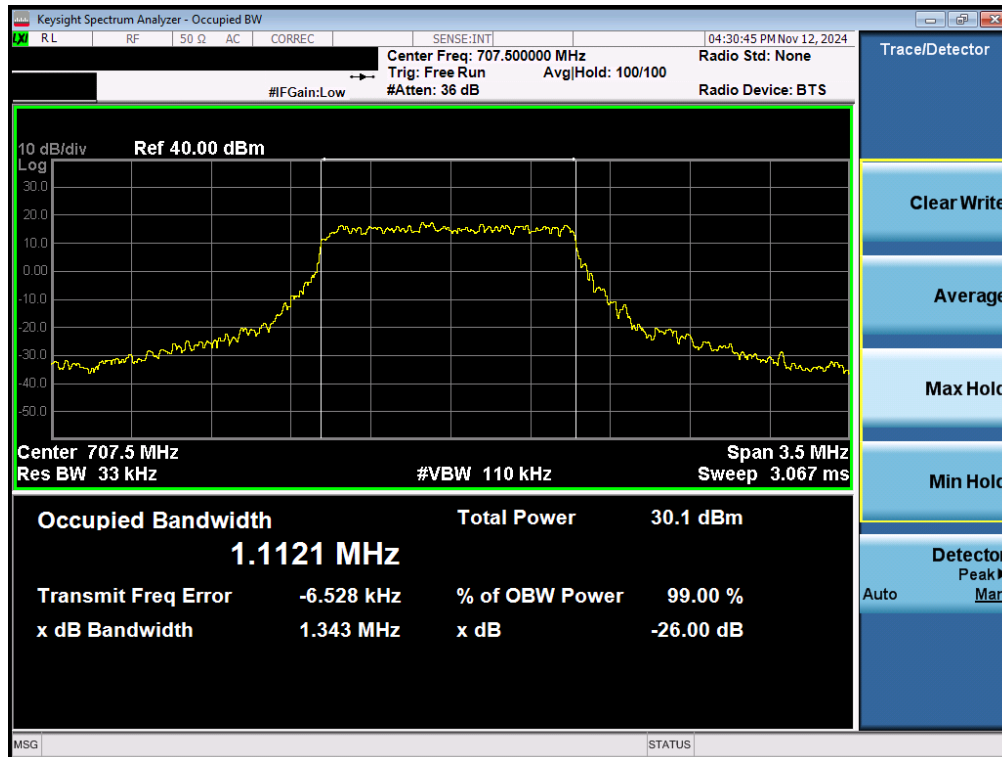 Keysight Spectrum Analyzer - Occupied BW
LXI RL RF 50 Ω AC CORREC SENSE:INT 04:30:45 PM Nov 12, 2024
Center Freq: 707.500000 MHz Radio Std: None
Trig: Free Run Avg|Hold: 100/100
#IFGain:Low #Atten: 36 dB Radio Device: BTS
Trace/Detector
10 dB/div Ref 40.00 dBm
Log
30.0
20.0
10.0
0.00
-10.0
-20.0
-30.0
-40.0
-50.0
Center 707.5 MHz Span 3.5 MHz
Res BW 33 kHz #VBW 110 kHz Sweep 3.067 ms
Occupied Bandwidth Total Power 30.1 dBm
1.1121 MHz
Transmit Freq Error -6.528 kHz % of OBW Power 99.00 %
x dB Bandwidth 1.343 MHz x dB -26.00 dB
Clear Write
Average
Max Hold
Min Hold
Detector
Peak
Auto Man
MSG STATUS